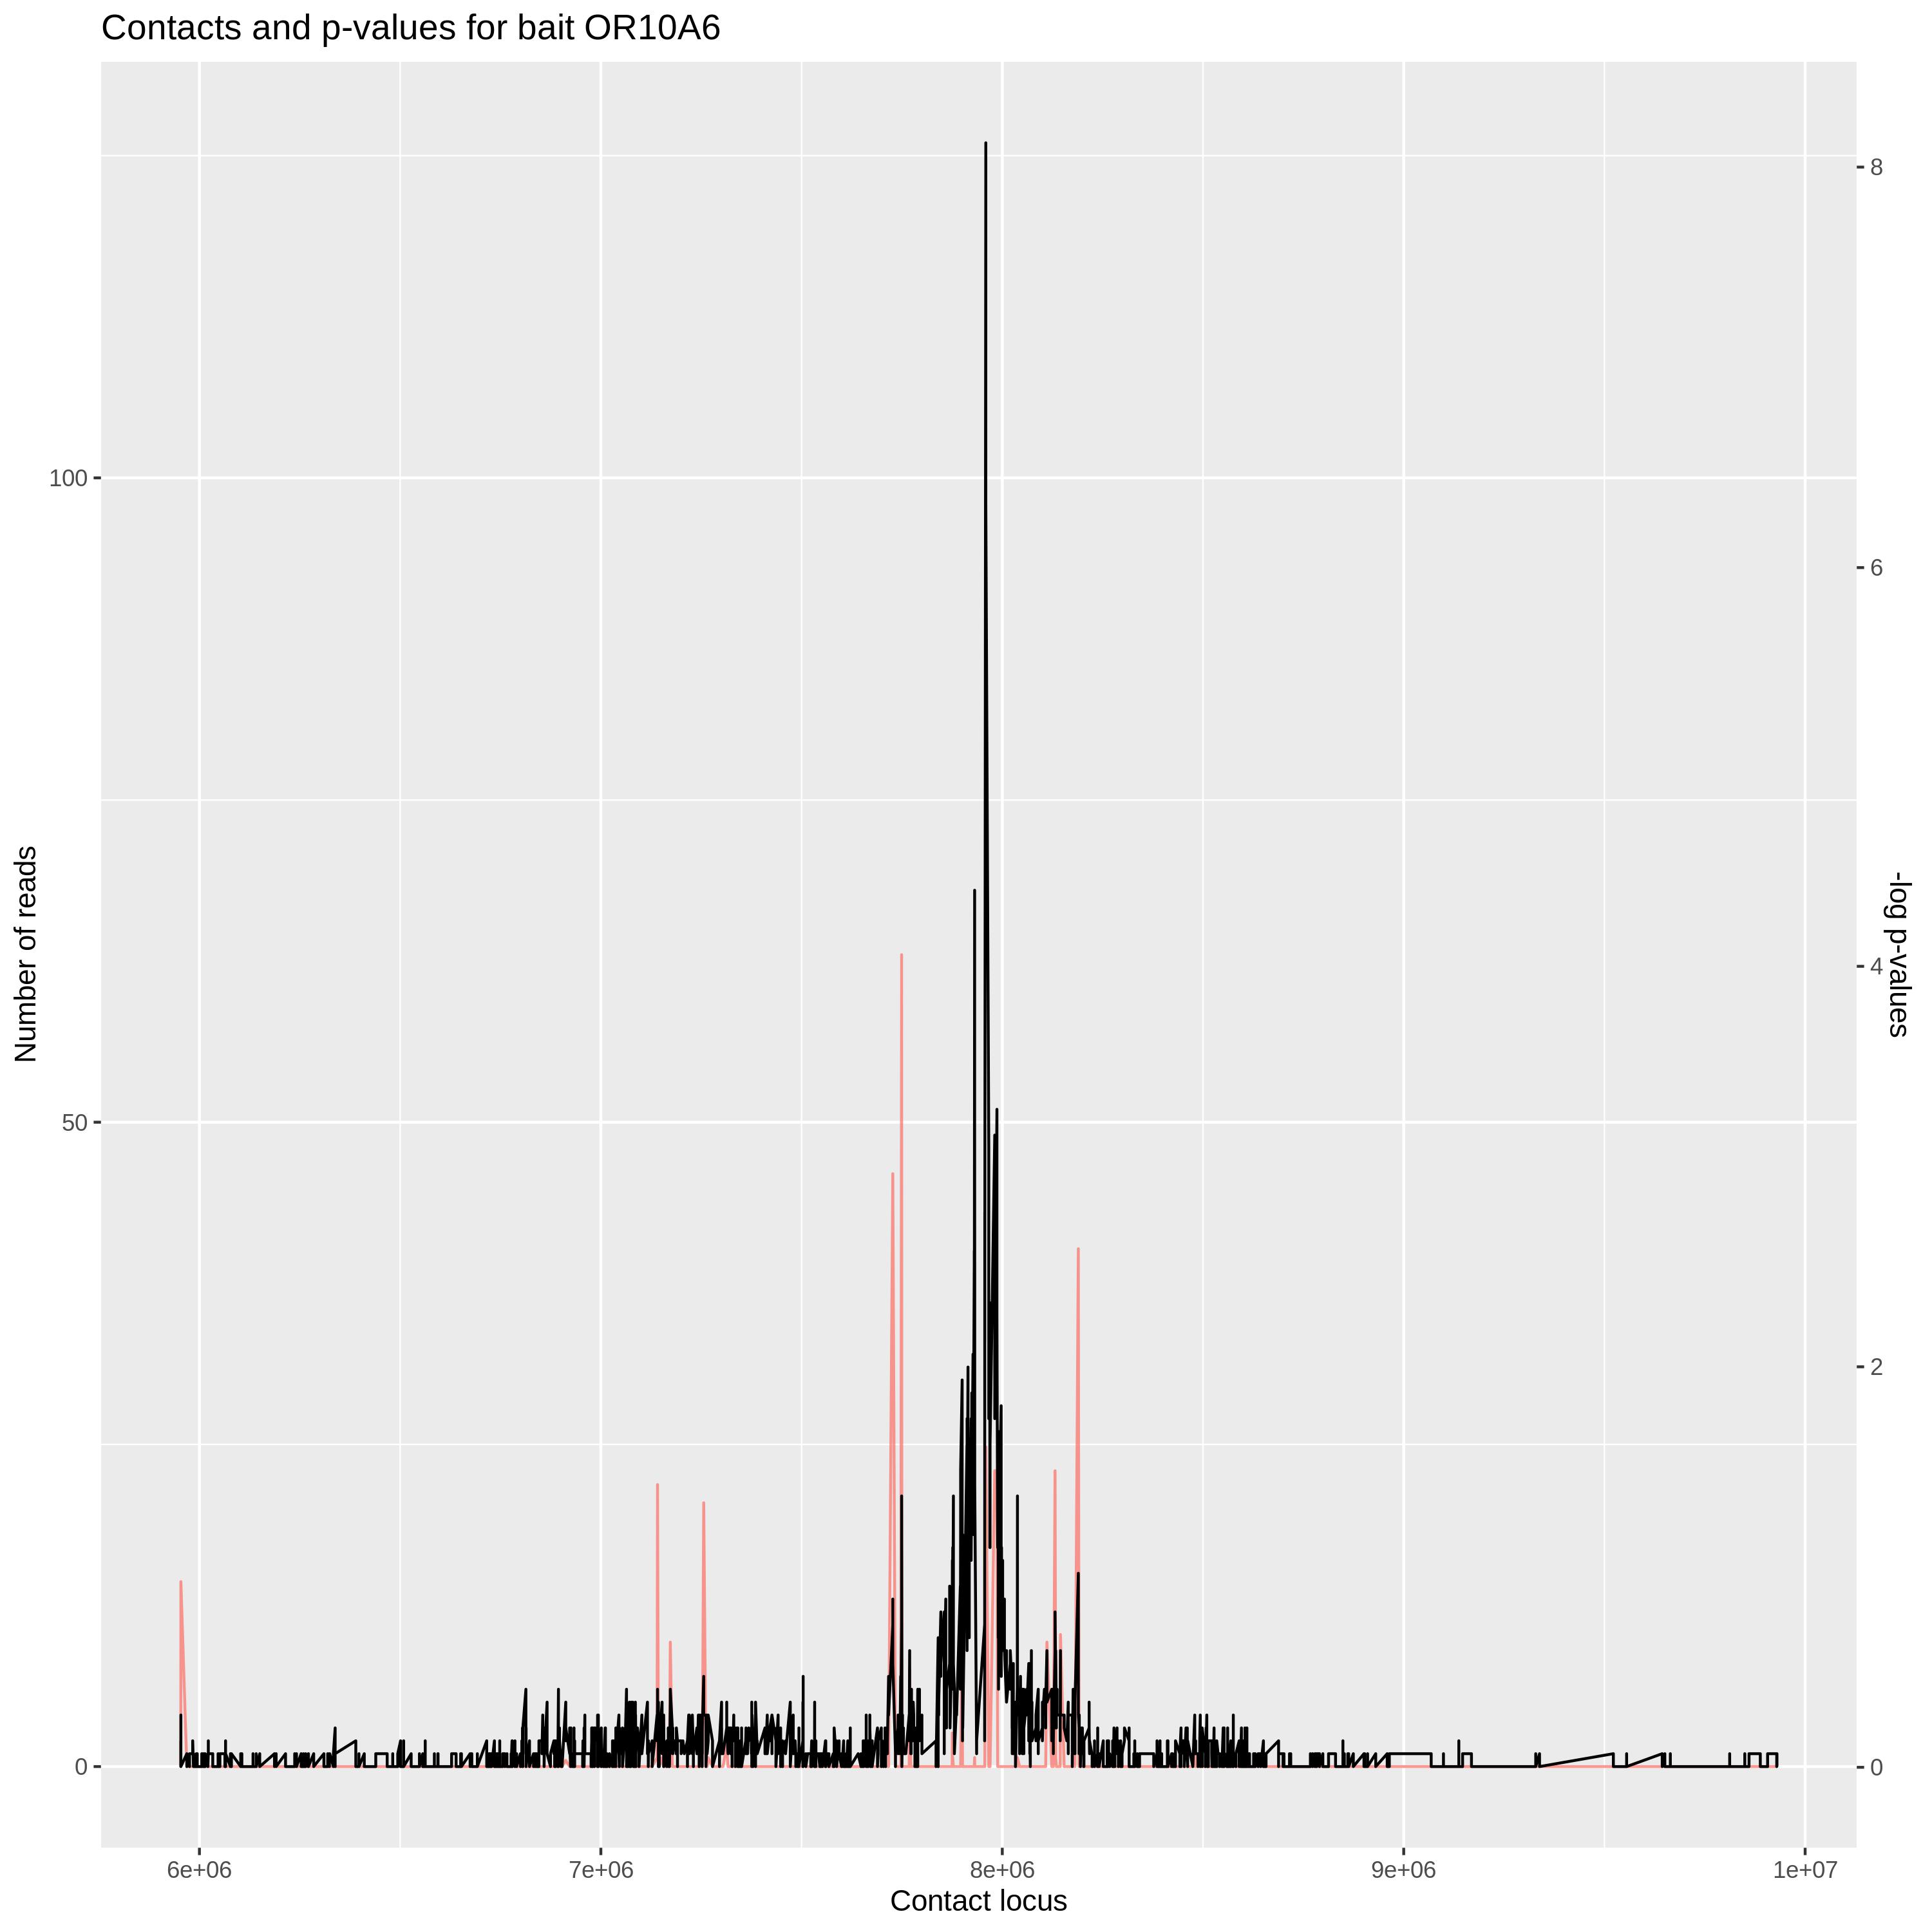 Contacts and p-values for bait OR10A6
Number of reads
100
50
0
8
6
4
2
0
-log p-values
6e+06
7e+06
8e+06
9e+06
1e+07
Contact locus